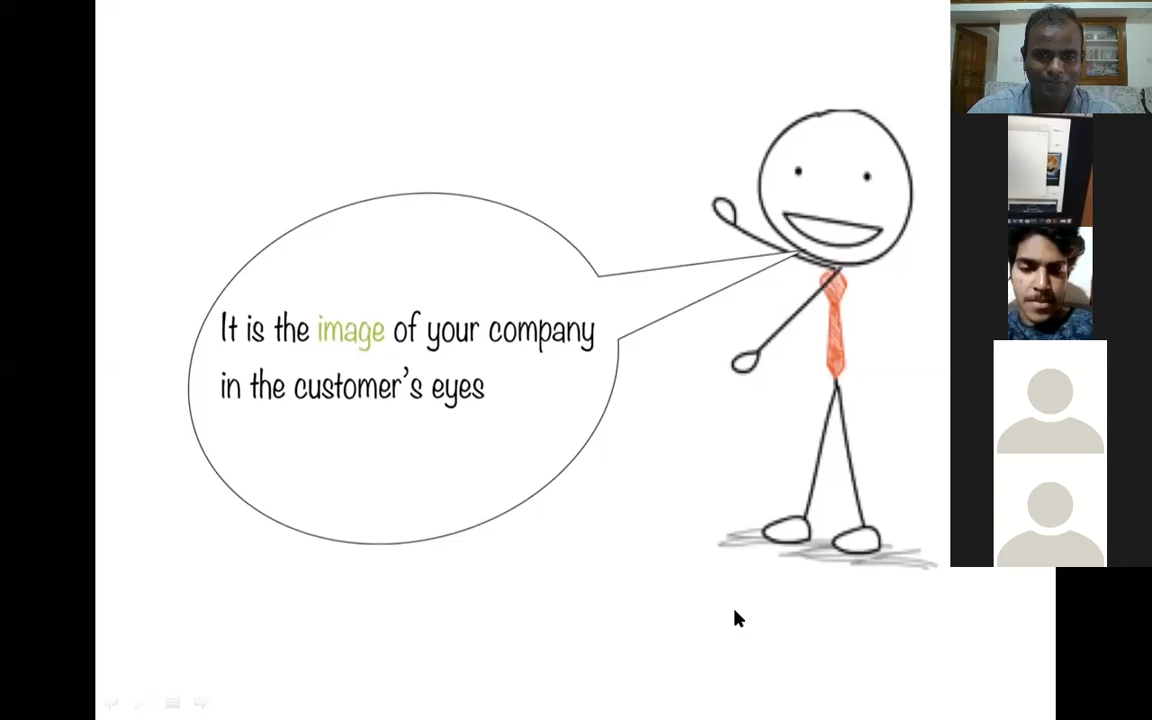 It is the image of your company
in the customer's eyes